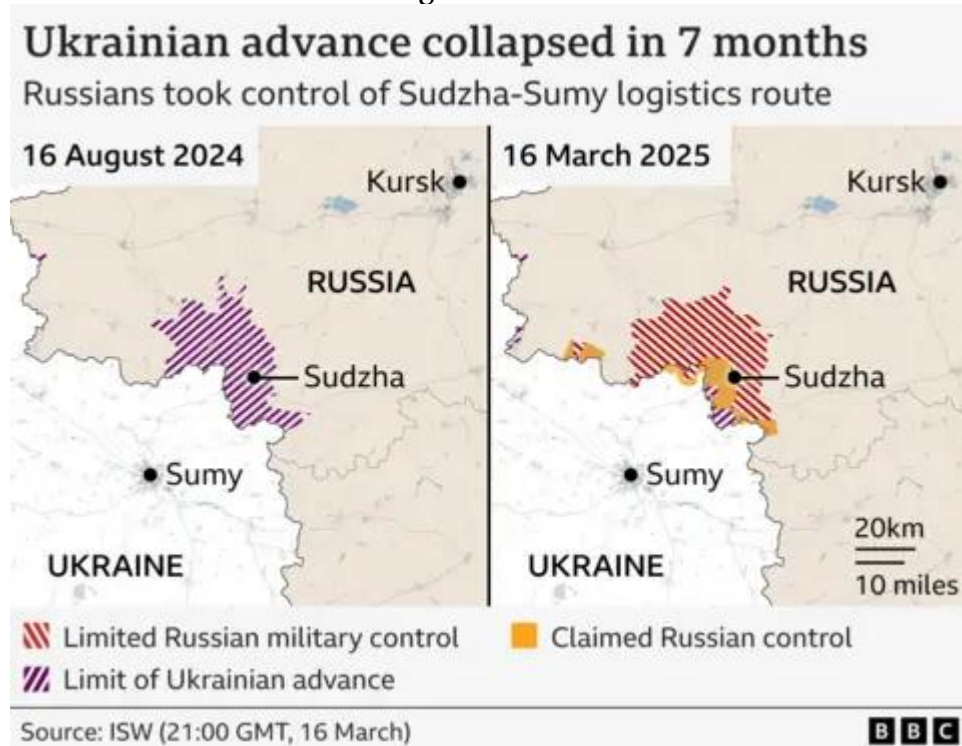 Ukrainian advance collapsed in 7 months
Russians took control of Sudzha-Sumy logistics route
16 August 2024
Kursk
RUSSIA
Sudzha
Sumy
UKRAINE
16 March 2025
Kursk
RUSSIA
Sudzha
Sumy
UKRAINE
20km
10 miles
Limited Russian military control
Claimed Russian control
Limit of Ukrainian advance
Source: ISW (21:00 GMT, 16 March)
BBC